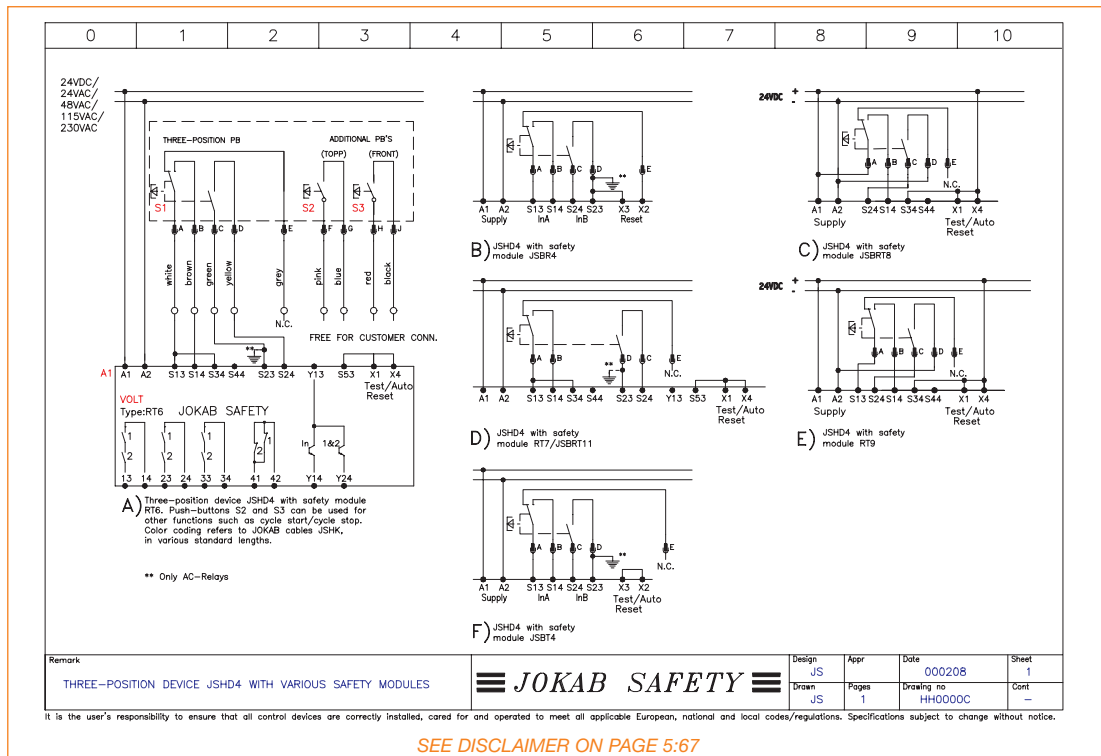 0 1 2 3 4 5 6 7 8 9 10
24VDC/
24VAC/
48VAC/
115VAC/
230VAC
THREE-POSITION PB
ADDITIONAL PB'S
(TOPP) (FRONT)
S1 S2 S3
A B C D E F G H J
white brown green yellow grey pink blue red black
N.C.
FREE FOR CUSTOMER CONN.
**
A1 A1 A2 S13 S14 S34 S44 S23 S24 Y13 S53 X1 X4
Test/Auto
Reset
VOLT
Type:RT6 JOKAB SAFETY
1 1 1 1 In 1&2
2 2 2 2
13 14 23 24 33 34 41 42 Y14 Y24
A) Three-position device JSHD4 with safety module
RT6. Push-buttons S2 and S3 can be used for
other functions such as cycle start/cycle stop.
Color coding refers to JOKAB cables JSHK,
in various standard lengths.
** Only AC-Relays
A B C D E
**
A1 A2 S13 S14 S24 S23 X3 X2
Supply InA InB Reset
B) JSHD4 with safety
module JSBR4
24VDC + -
A B C D E
N.C.
A1 A2 S24 S14 S34 S44 X1 X4
Supply Test/Auto
Reset
C) JSHD4 with safety
module JSBRT8
A B D C E
**
N.C.
A1 A2 S13 S14 S34 S44 S23 S24 Y13 S53 X1 X4
Test/Auto
Reset
D) JSHD4 with safety
module RT7/JSBRT11
24VDC + -
A B C D E
N.C.
A1 A2 S13 S24 S14 S34 S44 X1 X4
Supply Test/Auto
Reset
E) JSHD4 with safety
module RT9
A B C D E
**
N.C.
A1 A2 S13 S14 S24 S23 X3 X2
Supply InA InB Test/Auto
Reset
F) JSHD4 with safety
module JSBT4
Remark
THREE-POSITION DEVICE JSHD4 WITH VARIOUS SAFETY MODULES
JOKAB SAFETY
Design Appr Date Sheet
JS 000208 1
Drawn Pages Drawing no Cont
JS 1 HH0000C -
It is the user's responsibility to ensure that all control devices are correctly installed, cared for and operated to meet all applicable European, national and local codes/regulations. Specifications subject to change without notice.
SEE DISCLAIMER ON PAGE 5:67